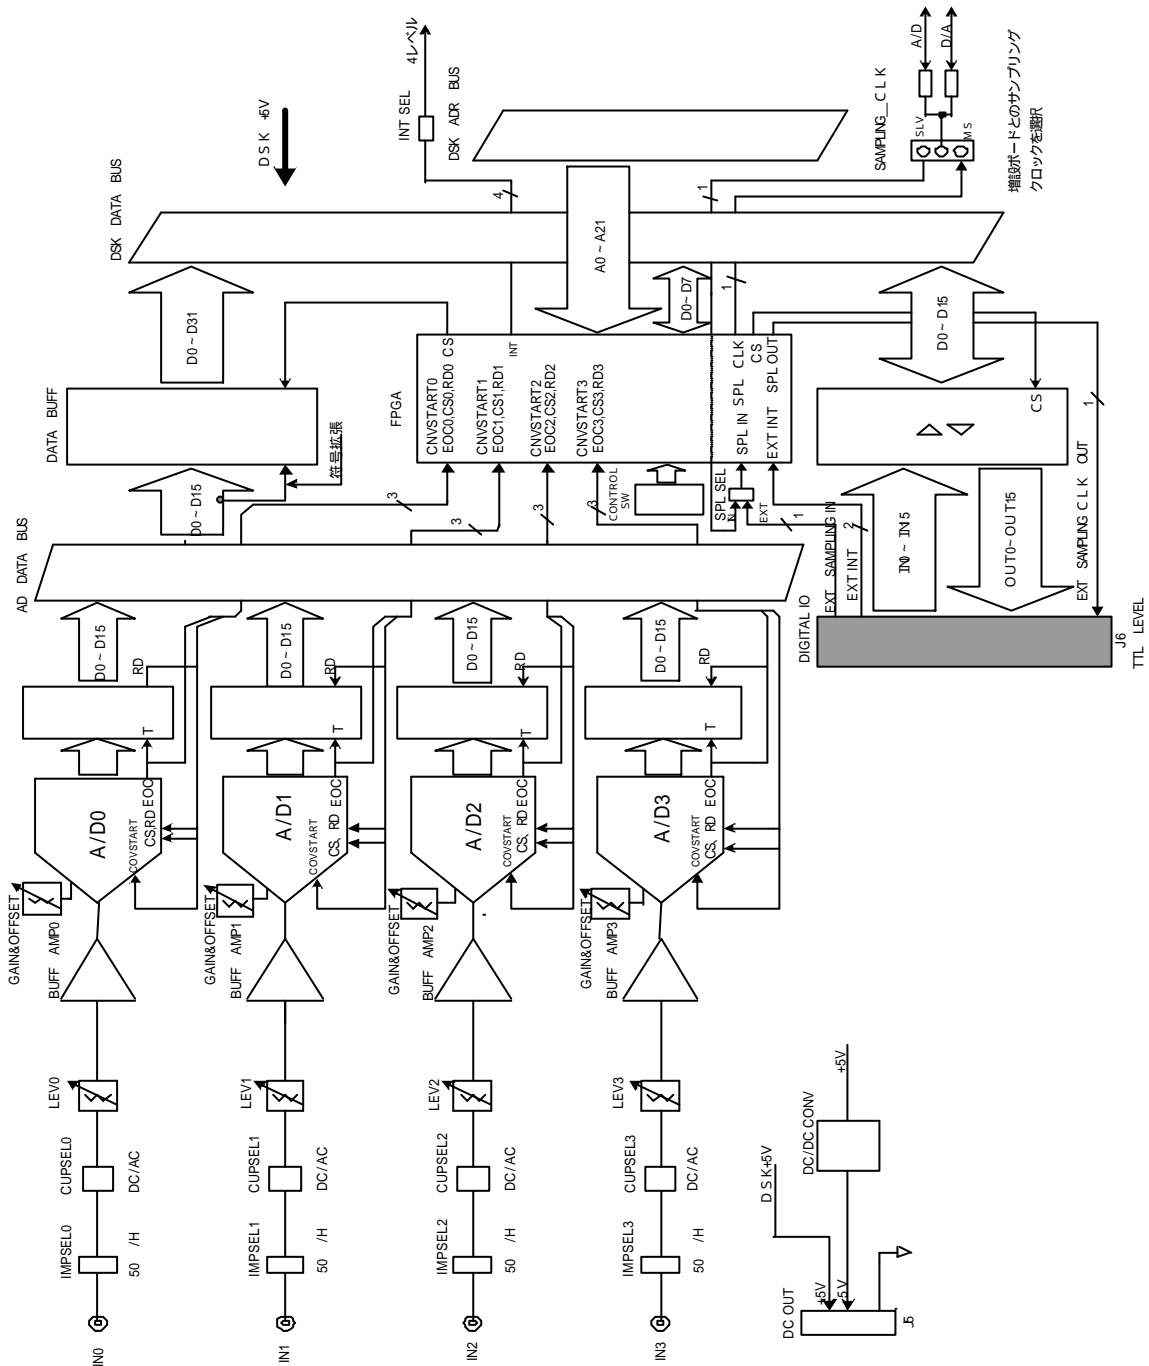 IN0
IMPSEL0
50 /H
CUPSEL0
DC/AC
LEV0
BUFF AMP0
GAIN&OFFSET
A/D0
COVSTART
CS,RD EOC
T
RD
D0 ~ D15
IN1
IMPSEL1
50 /H
CUPSEL1
DC/AC
LEV1
BUFF AMP1
GAIN&OFFSET
A/D1
COVSTART
CS、RD EOC
T
RD
D0 ~ D15
IN2
IMPSEL2
50 /H
CUPSEL2
DC/AC
LEV2
BUFF AMP2
GAIN&OFFSET
A/D2
COVSTART
CS、RD EOC
T
RD
D0 ~ D15
IN3
IMPSEL3
50 /H
CUPSEL3
DC/AC
LEV3
BUFF AMP3
GAIN&OFFSET
A/D3
COVSTART
CS、RD EOC
T
RD
D0 ~ D15
AD DATA BUS
D0 ~ D15
符号拡張
DATA BUFF
D0 ~ D31
DSK DATA BUS
DSK +5V
3
3
3
3
FPGA
CNVSTART0
EOC0,CS0,RD0 CS
CNVSTART1
EOC1,CS1,RD1
INT
CNVSTART2
EOC2,CS2,RD2
CNVSTART3
EOC3,CS3,RD3
CONTROL
SW
SPL SEL
IN
EXT
SPL IN SPL CLK
CS
EXT INT SPL OUT
4
INT SEL
4レベル
DSK ADR BUS
A0 ~ A21
D0 ~ D7
1
1
SAMPLING_CLK
SLV
MS
A/D
D/A
増設ボードとのサンプリング
クロックを選択
D0 ~ D15
CS
1
1
2
DIGITAL IO
EXT SAMPLING IN
EXT INT
IN0 ~ IN15
OUT0~OUT15
EXT SAMPLING CLK OUT
J6
TTL LEVEL
DC OUT
+5V
5V
J5
DSK+5V
DC/DC CONV
+5V